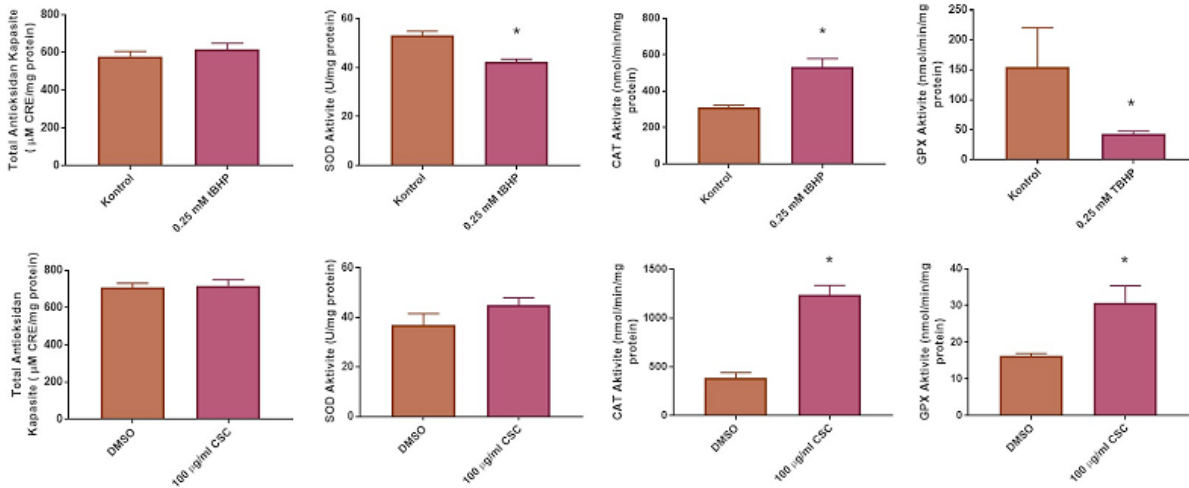 Total Antioksidan Kapasite
( μM CRE/mg protein)
800
600
400
200
0
Kontrol
0.25 mM tBHP
SOD Aktivite (U/mg protein)
60
40
20
0
*
Kontrol
0.25 mM tBHP
CAT Aktivite (nmol/min/mg
protein)
800
600
400
200
0
*
Kontrol
0.25 mM tBHP
GPX Aktivite (nmol/min/mg
protein)
250
200
150
100
50
0
*
Kontrol
0.25 mM TBHP
Total Antioksidan
Kapasite ( μM CRE/mg protein)
800
600
400
200
0
DMSO
100 μg/ml CSC
SOD Aktivite (U/mg protein)
60
40
20
0
DMSO
100 μg/ml CSC
CAT Aktivite (nmol/min/mg
protein)
1500
1000
500
0
*
DMSO
100 μg/ml CSC
GPX Aktivite (nmol/min/mg
protein)
40
30
20
10
0
*
DMSO
100 μg/ml CSC